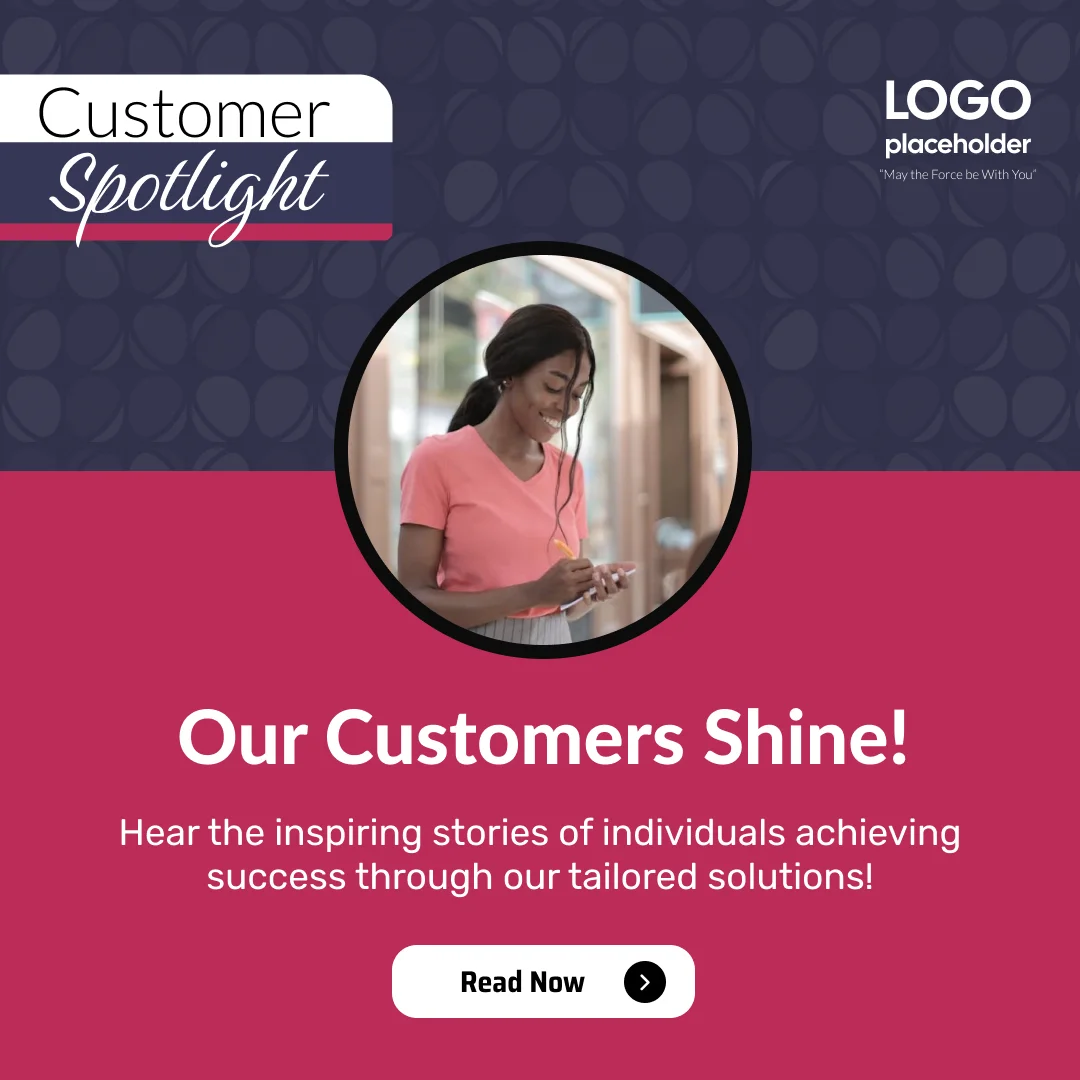 Customer
Spotlight
LOGO
placeholder
“May the Force be With You”
Our Customers Shine!
Hear the inspiring stories of individuals achieving
success through our tailored solutions!
Read Now